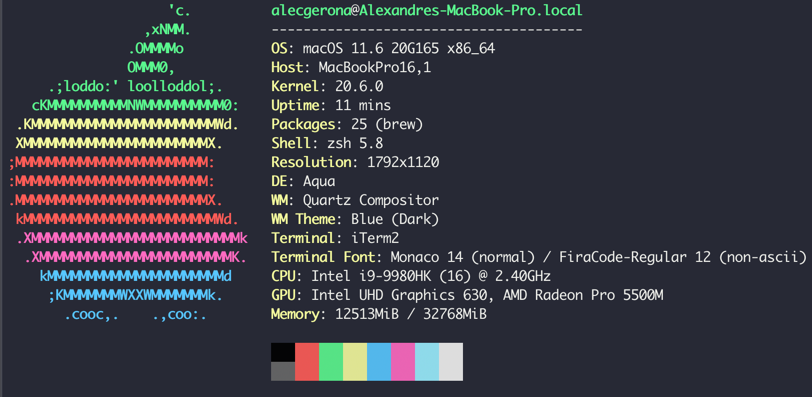 'c.          alecgerona@Alexandres-MacBook-Pro.local
                 ,xNMM.          ---------------------------------------
               .OMMMMo           OS: macOS 11.6 20G165 x86_64
               OMMM0,            Host: MacBookPro16,1
     .;loddo:' loolloddol;.      Kernel: 20.6.0
   cKMMMMMMMMMMNWMMMMMMMMMM0:    Uptime: 11 mins
 .KMMMMMMMMMMMMMMMMMMMMMMMWd.    Packages: 25 (brew)
 XMMMMMMMMMMMMMMMMMMMMMMMX.      Shell: zsh 5.8
;MMMMMMMMMMMMMMMMMMMMMMMM:       Resolution: 1792x1120
:MMMMMMMMMMMMMMMMMMMMMMMM:       DE: Aqua
.MMMMMMMMMMMMMMMMMMMMMMMMX.      WM: Quartz Compositor
 kMMMMMMMMMMMMMMMMMMMMMMMMWd.    WM Theme: Blue (Dark)
 .XMMMMMMMMMMMMMMMMMMMMMMMMMMk   Terminal: iTerm2
  .XMMMMMMMMMMMMMMMMMMMMMMMMK.   Terminal Font: Monaco 14 (normal) / FiraCode-Regular 12 (non-ascii)
    kMMMMMMMMMMMMMMMMMMMMMMd     CPU: Intel i9-9980HK (16) @ 2.40GHz
     ;KMMMMMMMWXXWMMMMMMMk.      GPU: Intel UHD Graphics 630, AMD Radeon Pro 5500M
       .cooc,.    .,coo:.        Memory: 12513MiB / 32768MiB